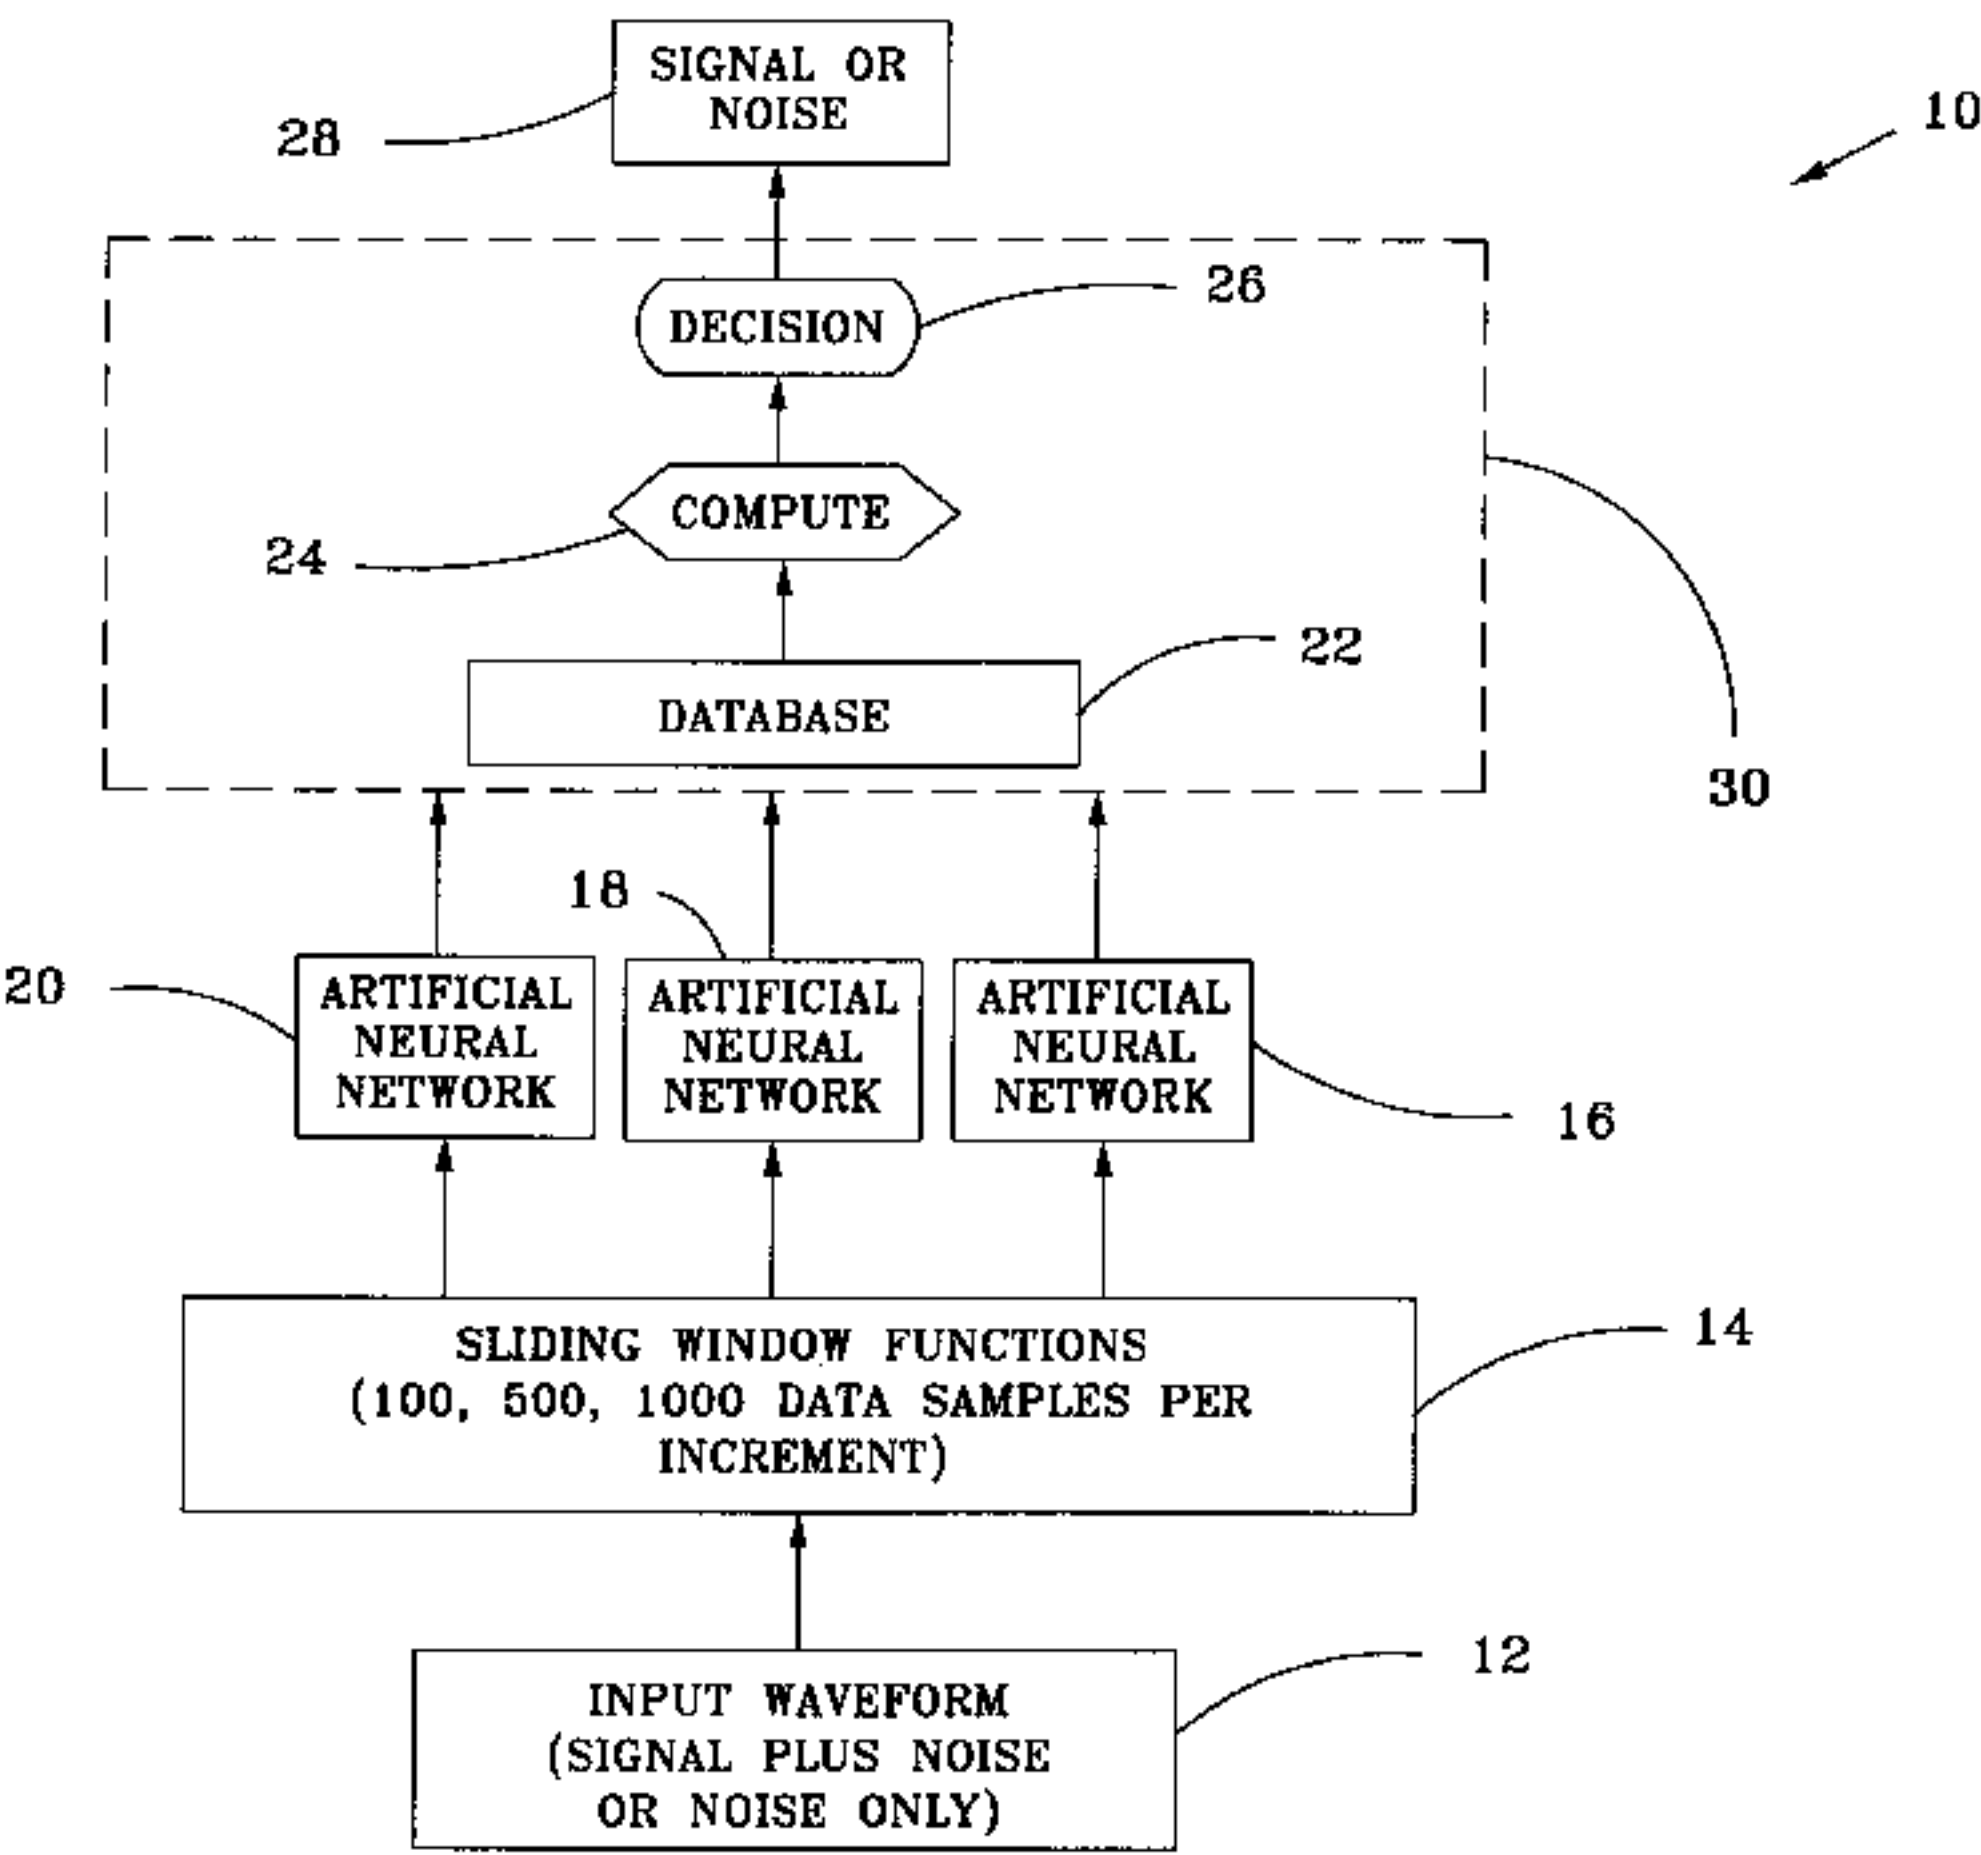 SIGNAL OR
NOISE
28
10
DECISION
26
COMPUTE
24
DATABASE
22
30
18
20
ARTIFICIAL
NEURAL
NETWORK
ARTIFICIAL
NEURAL
NETWORK
ARTIFICIAL
NEURAL
NETWORK
16
SLIDING WINDOW FUNCTIONS
(100, 500, 1000 DATA SAMPLES PER
INCREMENT)
14
INPUT WAVEFORM
(SIGNAL PLUS NOISE
OR NOISE ONLY)
12